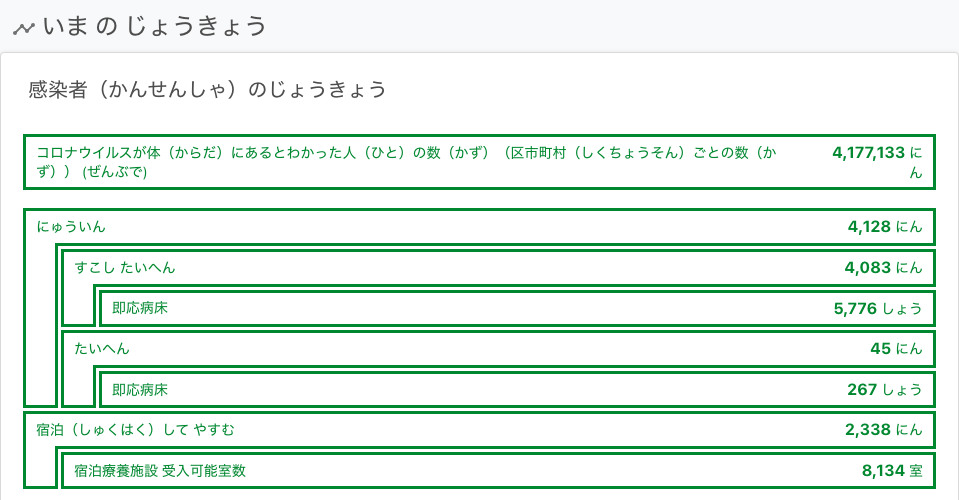 いま の じょうきょう
感染者（かんせんしゃ）のじょうきょう
コロナウイルスが体（からだ）にあるとわかった人（ひと）の数（かず）（区市町村（しくちょうそん）ごとの数（か 4,177,133 に
ず）） (ぜんぶで) ん
にゅういん 4,128 にん
すこし たいへん 4,083 にん
即応病床 5,776 しょう
たいへん 45 にん
即応病床 267 しょう
宿泊（しゅくはく）して やすむ 2,338 にん
宿泊療養施設 受入可能室数 8,134 室